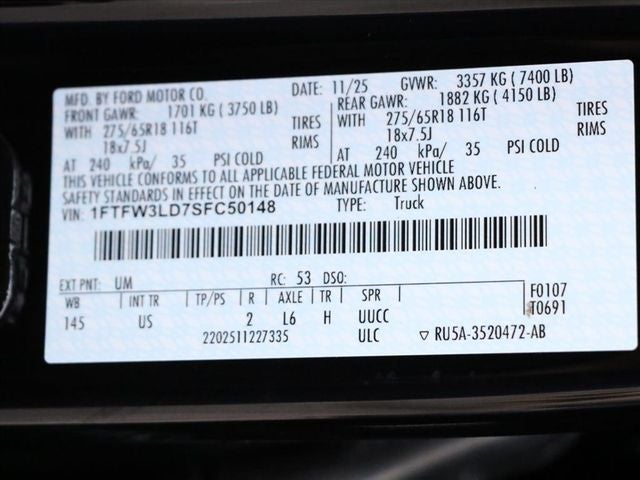 MFD. BY FORD MOTOR CO. DATE: 11/25 GVWR: 3357 KG ( 7400 LB)
FRONT GAWR: 1701 KG ( 3750 LB) REAR GAWR: 1882 KG ( 4150 LB)
WITH 275/65R18 116T TIRES WITH 275/65R18 116T TIRES
18x7.5J RIMS 18x7.5J RIMS
AT 240 kPa/ 35 PSI COLD AT 240 kPa/ 35 PSI COLD
THIS VEHICLE CONFORMS TO ALL APPLICABLE FEDERAL MOTOR VEHICLE
SAFETY STANDARDS IN EFFECT ON THE DATE OF MANUFACTURE SHOWN ABOVE.
VIN: 1FTFW3LD7SFC50148 TYPE: Truck
EXT PNT: UM RC: 53 DSO:
WB INT TR TP/PS R AXLE TR SPR F0107
145 US 2 L6 H UUCC T0691
2202511227335 ULC ▽ RU5A-3520472-AB